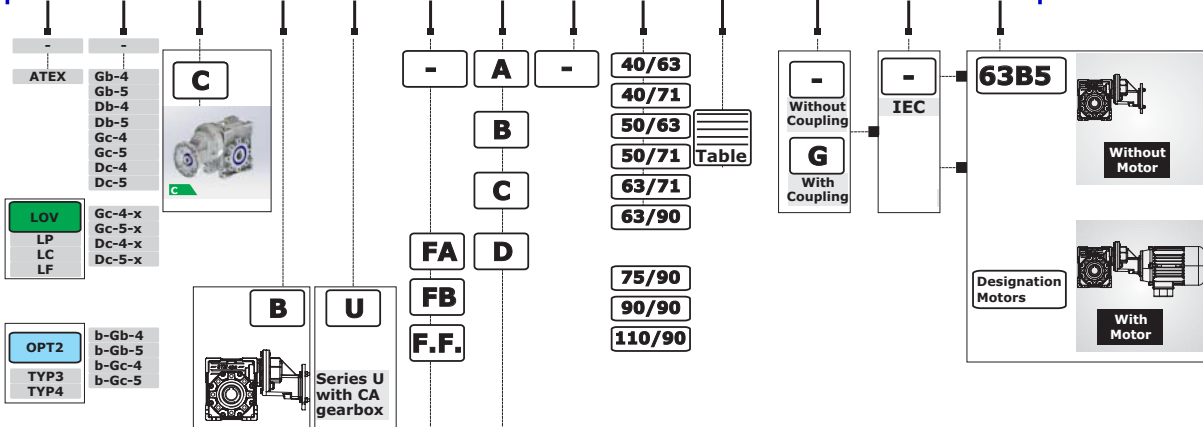 -
ATEX
LOV
LP
LC
LF
OPT2
TYP3
TYP4
-
Gb-4
Gb-5
Db-4
Db-5
Gc-4
Gc-5
Dc-4
Dc-5
Gc-4-x
Gc-5-x
Dc-4-x
Dc-5-x
b-Gb-4
b-Gb-5
b-Gc-4
b-Gc-5
C
C
B
U
Series U
with CA
gearbox
-
FA
FB
F.F.
A
B
C
D
-
40/63
40/71
50/63
50/71
63/71
63/90
75/90
90/90
110/90
Table
-
Without
Coupling
G
With
Coupling
-
IEC
63B5
Without
Motor
Designation
Motors
With
Motor